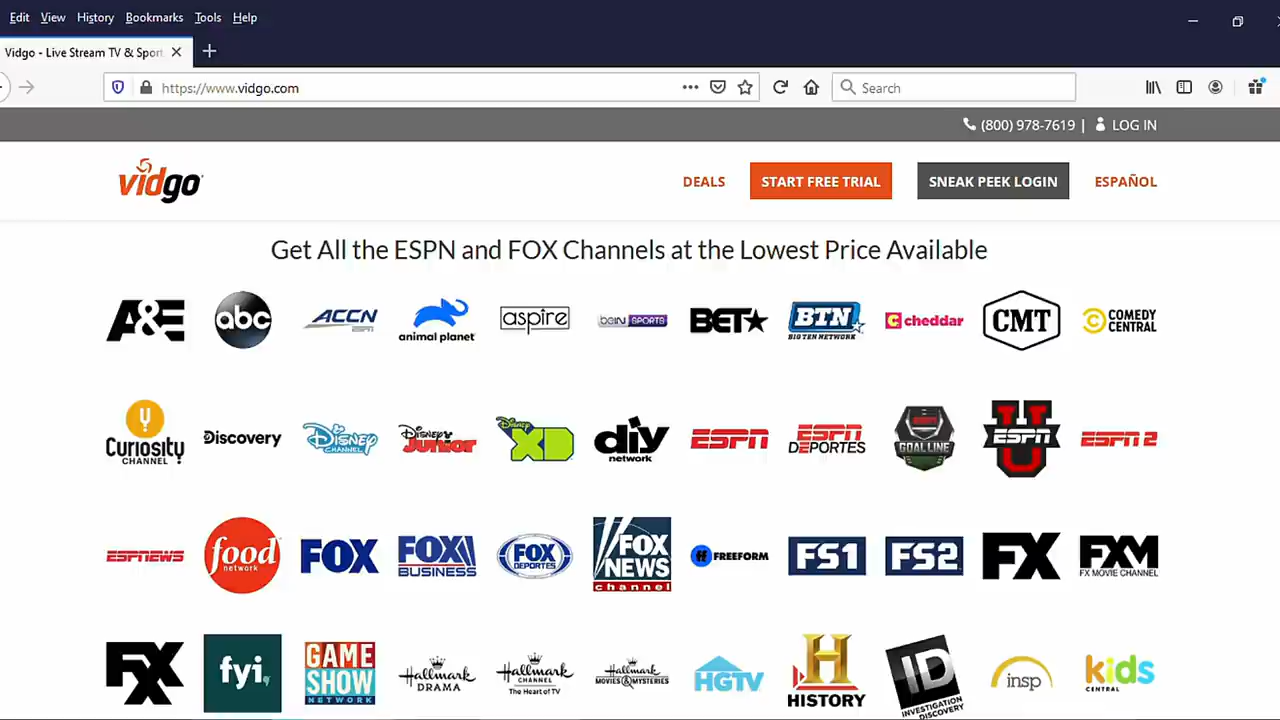 Edit View History Bookmarks Tools Help
Vidgo - Live Stream TV & Sport
https://www.vidgo.com
Search
(800) 978-7619 | LOG IN
vidgo
DEALS
START FREE TRIAL
SNEAK PEEK LOGIN
ESPAÑOL
Get All the ESPN and FOX Channels at the Lowest Price Available
A&E
abc
ACCN
ESPN
animal planet
aspire
beIN SPORTS
BET
BTN
BIG TEN NETWORK
cheddar
CMT
COMEDY
CENTRAL
CURIOSITY
CHANNEL
Discovery
Disney
CHANNEL
Disney
Junior
Disney
XD
diy
network
ESPN
ESPN
DEPORTES
ESPN
GOAL LINE
U
ESPN
ESPN 2
ESPNEWS
food
network
FOX
FOX
BUSINESS
FOX
DEPORTES
FOX
NEWS
channel
ff FREEFORM
FS1
FS2
FX
FXM
FX MOVIE CHANNEL
FXX
fyi,
GAME
SHOW
NETWORK
Hallmark
DRAMA
Hallmark
CHANNEL
The Heart of TV
Hallmark
MOVIES & MYSTERIES
HGTV
H
HISTORY
ID
INVESTIGATION
DISCOVERY
insp
kids
CENTRAL